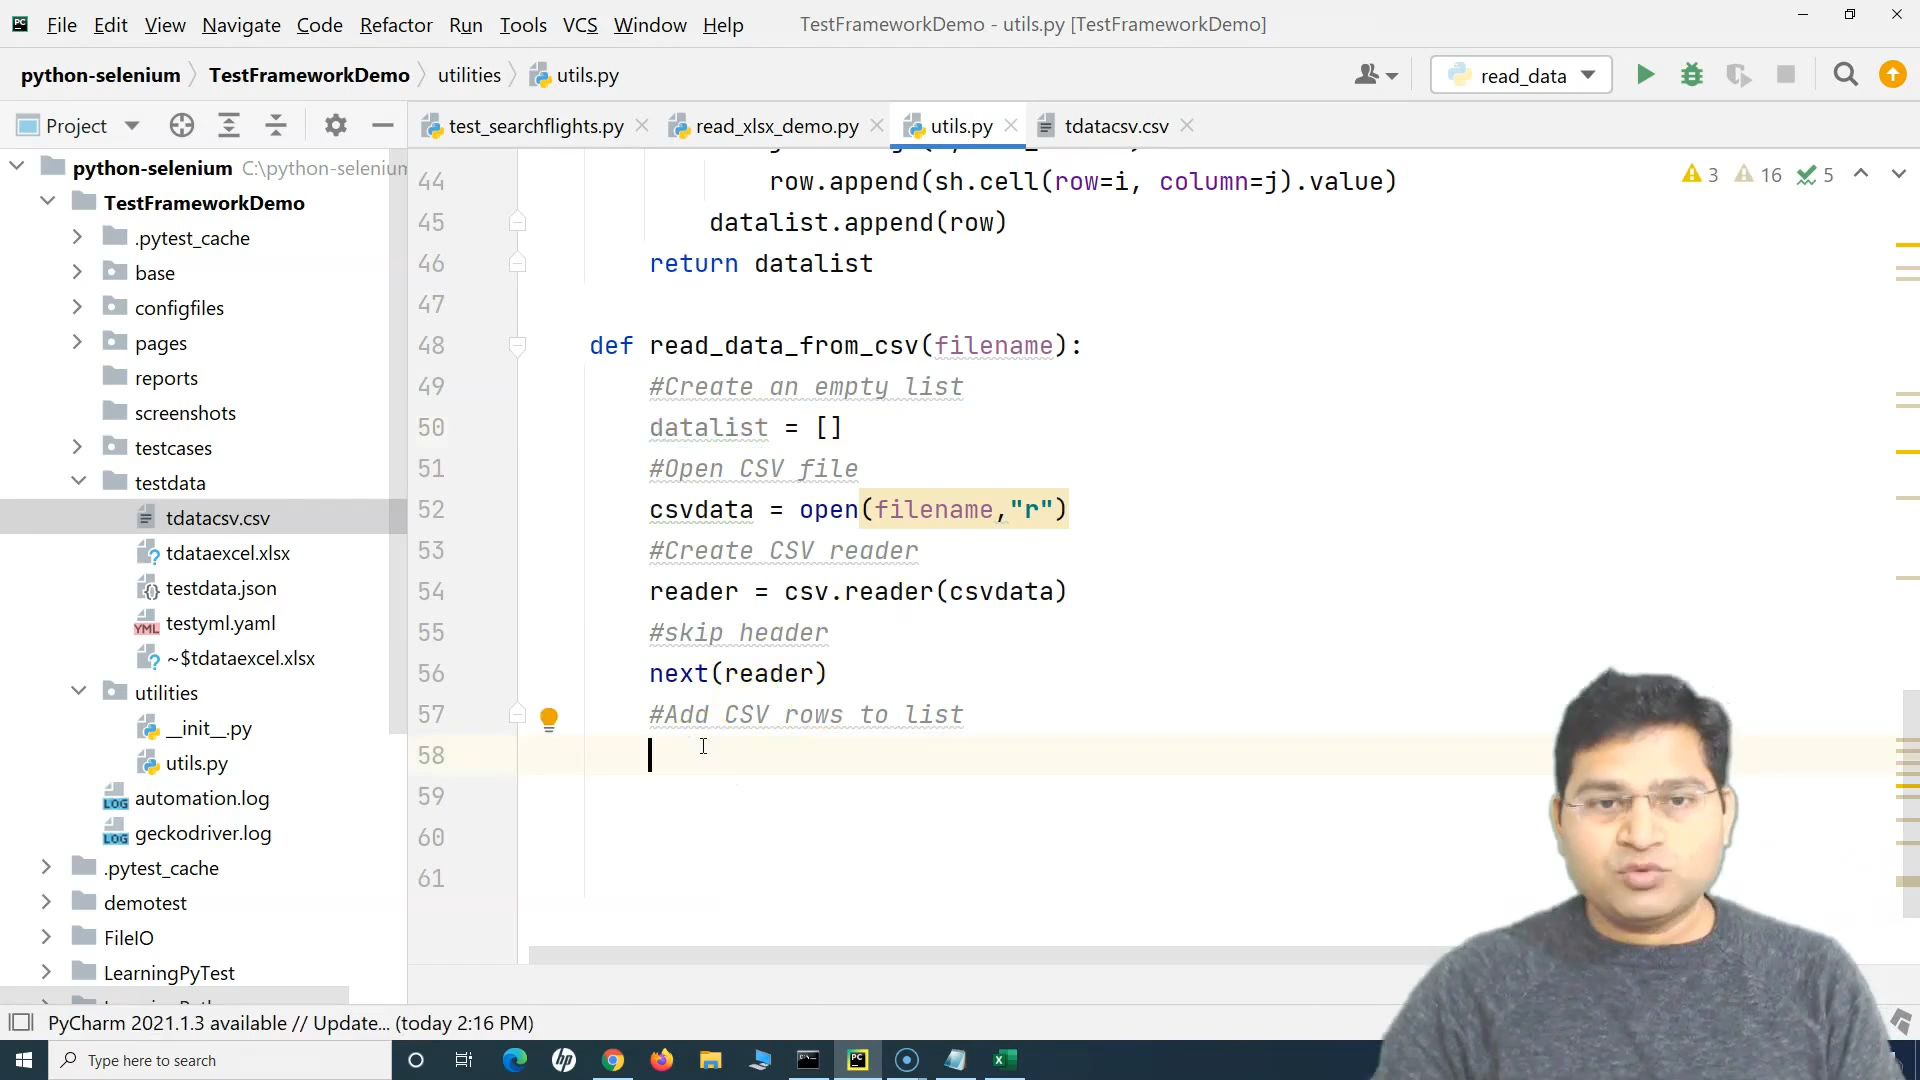 File Edit View Navigate Code Refactor Run Tools VCS Window Help TestFrameworkDemo - utils.py [TestFrameworkDemo]
python-selenium TestFrameworkDemo utilities utils.py read_data
Project test_searchflights.py read_xlsx_demo.py utils.py tdatacsv.csv
python-selenium C:\python-selenium
TestFrameworkDemo
.pytest_cache
base
configfiles
pages
reports
screenshots
testcases
testdata
tdatacsv.csv
tdataexcel.xlsx
testdata.json
testyml.yaml
~$tdataexcel.xlsx
utilities
__init__.py
utils.py
automation.log
geckodriver.log
.pytest_cache
demotest
FileIO
LearningPyTest
3 16 5
44 row.append(sh.cell(row=i, column=j).value)
45 datalist.append(row)
46 return datalist
47
48 def read_data_from_csv(filename):
49 #Create an empty list
50 datalist = []
51 #Open CSV file
52 csvdata = open(filename,"r")
53 #Create CSV reader
54 reader = csv.reader(csvdata)
55 #skip header
56 next(reader)
57 #Add CSV rows to list
58
59
60
61
PyCharm 2021.1.3 available // Update... (today 2:16 PM)
Type here to search